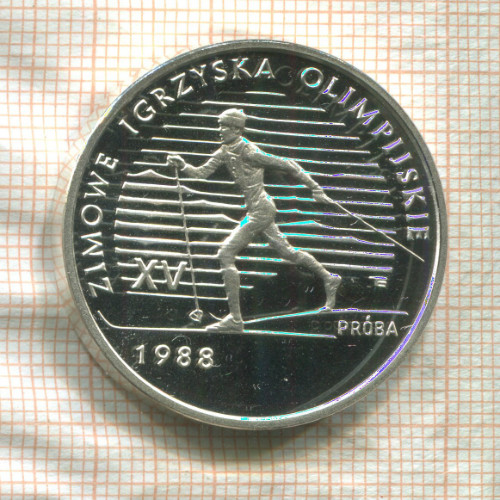 ZIMOWE IGRZYSKA OLIMPIJSKIE
XV
PRÓBA
1988